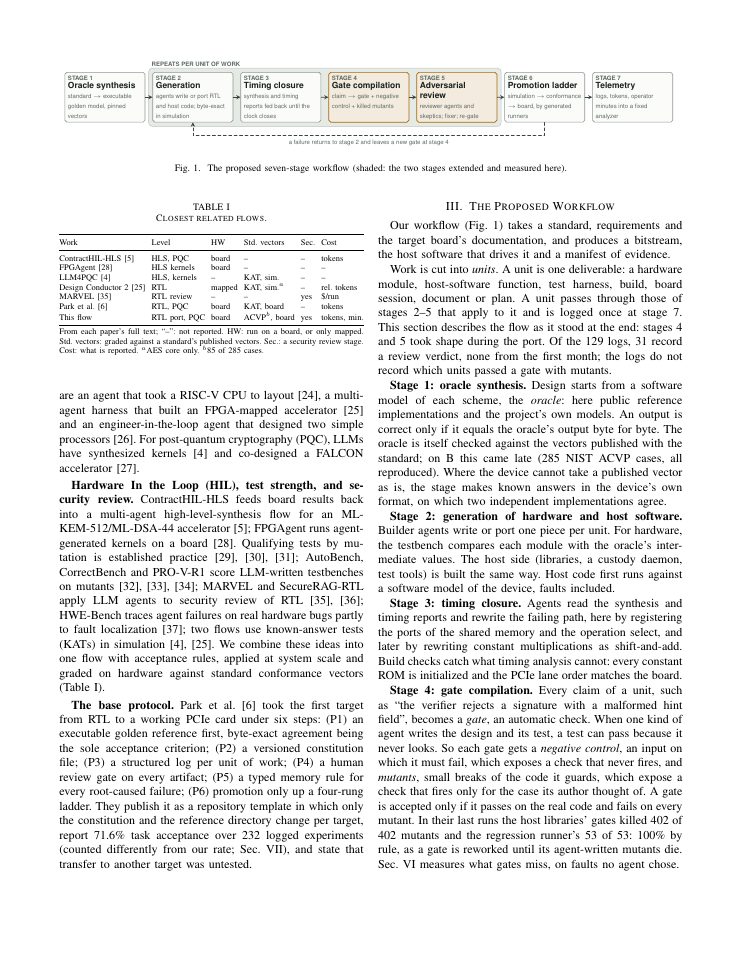 REPEATS PER UNIT OF WORK
STAGE 1
Oracle synthesis
standard → executable
golden model, pinned
vectors
STAGE 2
Generation
agents write or port RTL
and host code; byte-exact
in simulation
STAGE 3
Timing closure
synthesis and timing
reports fed back until the
clock closes
STAGE 4
Gate compilation
claim → gate + negative
control + killed mutants
STAGE 5
Adversarial
review
reviewer agents and
skeptics; fixer; re-gate
STAGE 6
Promotion ladder
simulation → conformance
→ board, by generated
runners
STAGE 7
Telemetry
logs, tokens, operator
minutes into a fixed
analyzer
a failure returns to stage 2 and leaves a new gate at stage 4
Fig. 1. The proposed seven-stage workflow (shaded: the two stages extended and measured here).
TABLE I
CLOSEST RELATED FLOWS.
Work Level HW Std. vectors Sec. Cost
ContractHIL-HLS [5] HLS, PQC board – – tokens
FPGAgent [28] HLS kernels board – – –
LLM4PQC [4] HLS, kernels – KAT, sim. – –
Design Conductor 2 [25] RTL mapped KAT, sim.ᵃ – rel. tokens
MARVEL [35] RTL review – – yes $/run
Park et al. [6] RTL, PQC board KAT, board – tokens
This flow RTL port, PQC board ACVPᵇ, board yes tokens, min.
From each paper's full text; "–": not reported. HW: run on a board, or only mapped.
Std. vectors: graded against a standard's published vectors. Sec.: a security review stage.
Cost: what is reported. ᵃAES core only. ᵇ85 of 285 cases.
are an agent that took a RISC-V CPU to layout [24], a multi-
agent harness that built an FPGA-mapped accelerator [25]
and an engineer-in-the-loop agent that designed two simple
processors [26]. For post-quantum cryptography (PQC), LLMs
have synthesized kernels [4] and co-designed a FALCON
accelerator [27].
Hardware In the Loop (HIL), test strength, and se-
curity review. ContractHIL-HLS feeds board results back
into a multi-agent high-level-synthesis flow for an ML-
KEM-512/ML-DSA-44 accelerator [5]; FPGAgent runs agent-
generated kernels on a board [28]. Qualifying tests by mu-
tation is established practice [29], [30], [31]; AutoBench,
CorrectBench and PRO-V-R1 score LLM-written testbenches
on mutants [32], [33], [34]; MARVEL and SecureRAG-RTL
apply LLM agents to security review of RTL [35], [36];
HWE-Bench traces agent failures on real hardware bugs partly
to fault localization [37]; two flows use known-answer tests
(KATs) in simulation [4], [25]. We combine these ideas into
one flow with acceptance rules, applied at system scale and
graded on hardware against standard conformance vectors
(Table I).
The base protocol. Park et al. [6] took the first target
from RTL to a working PCIe card under six steps: (P1) an
executable golden reference first, byte-exact agreement being
the sole acceptance criterion; (P2) a versioned constitution
file; (P3) a structured log per unit of work; (P4) a human
review gate on every artifact; (P5) a typed memory rule for
every root-caused failure; (P6) promotion only up a four-rung
ladder. They publish it as a repository template in which only
the constitution and the reference directory change per target,
report 71.6% task acceptance over 232 logged experiments
(counted differently from our rate; Sec. VII), and state that
transfer to another target was untested.
III. THE PROPOSED WORKFLOW
Our workflow (Fig. 1) takes a standard, requirements and
the target board's documentation, and produces a bitstream,
the host software that drives it and a manifest of evidence.
Work is cut into units. A unit is one deliverable: a hardware
module, host-software function, test harness, build, board
session, document or plan. A unit passes through those of
stages 2–5 that apply to it and is logged once at stage 7.
This section describes the flow as it stood at the end: stages 4
and 5 took shape during the port. Of the 129 logs, 31 record
a review verdict, none from the first month; the logs do not
record which units passed a gate with mutants.
Stage 1: oracle synthesis. Design starts from a software
model of each scheme, the oracle: here public reference
implementations and the project's own models. An output is
correct only if it equals the oracle's output byte for byte. The
oracle is itself checked against the vectors published with the
standard; on B this came late (285 NIST ACVP cases, all
reproduced). Where the device cannot take a published vector
as is, the stage makes known answers in the device's own
format, on which two independent implementations agree.
Stage 2: generation of hardware and host software.
Builder agents write or port one piece per unit. For hardware,
the testbench compares each module with the oracle's inter-
mediate values. The host side (libraries, a custody daemon,
test tools) is built the same way. Host code first runs against
a software model of the device, faults included.
Stage 3: timing closure. Agents read the synthesis and
timing reports and rewrite the failing path, here by registering
the ports of the shared memory and the operation select, and
later by rewriting constant multiplications as shift-and-add.
Build checks catch what timing analysis cannot: every constant
ROM is initialized and the PCIe lane order matches the board.
Stage 4: gate compilation. Every claim of a unit, such
as "the verifier rejects a signature with a malformed hint
field", becomes a gate, an automatic check. When one kind of
agent writes the design and its test, a test can pass because it
never looks. So each gate gets a negative control, an input on
which it must fail, which exposes a check that never fires, and
mutants, small breaks of the code it guards, which expose a
check that fires only for the case its author thought of. A gate
is accepted only if it passes on the real code and fails on every
mutant. In their last runs the host libraries' gates killed 402 of
402 mutants and the regression runner's 53 of 53: 100% by
rule, as a gate is reworked until its agent-written mutants die.
Sec. VI measures what gates miss, on faults no agent chose.